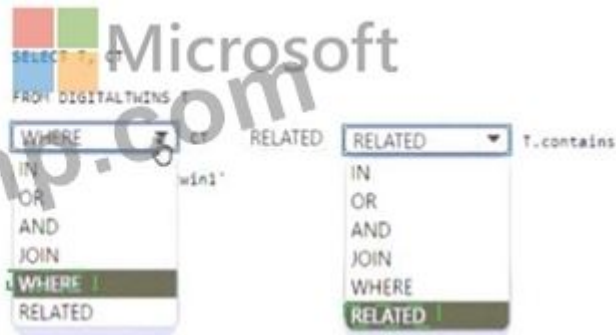 Microsoft
SELECT T, CT
FROM DIGITALTWINS T
WHERE CT RELATED RELATED T.contains
IN
OR
AND
JOIN
WHERE
RELATED
win1'
IN
OR
AND
JOIN
WHERE
RELATED
mp.com